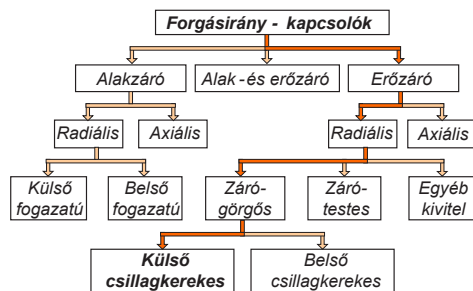 Forgásirány - kapcsolók
Alakzáró
Alak - és erőzáró
Erőzáró
Radiális
Axiális
Radiális
Axiális
Külső
fogazatú
Belső
fogazatú
Záró-
görgős
Záró-
testes
Egyéb
kivitel
Külső
csillagkerekes
Belső
csillagkerekes